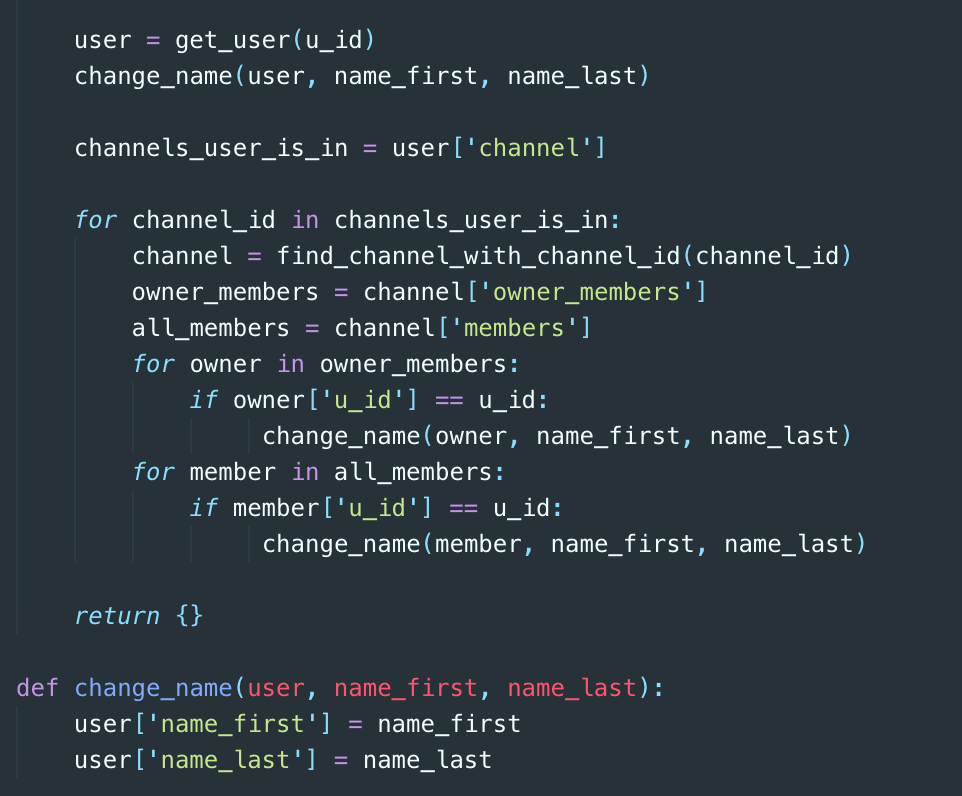 user = get_user(u_id)
    change_name(user, name_first, name_last)

    channels_user_is_in = user['channel']

    for channel_id in channels_user_is_in:
        channel = find_channel_with_channel_id(channel_id)
        owner_members = channel['owner_members']
        all_members = channel['members']
        for owner in owner_members:
            if owner['u_id'] == u_id:
                 change_name(owner, name_first, name_last)
        for member in all_members:
            if member['u_id'] == u_id:
                 change_name(member, name_first, name_last)

    return {}

def change_name(user, name_first, name_last):
    user['name_first'] = name_first
    user['name_last'] = name_last